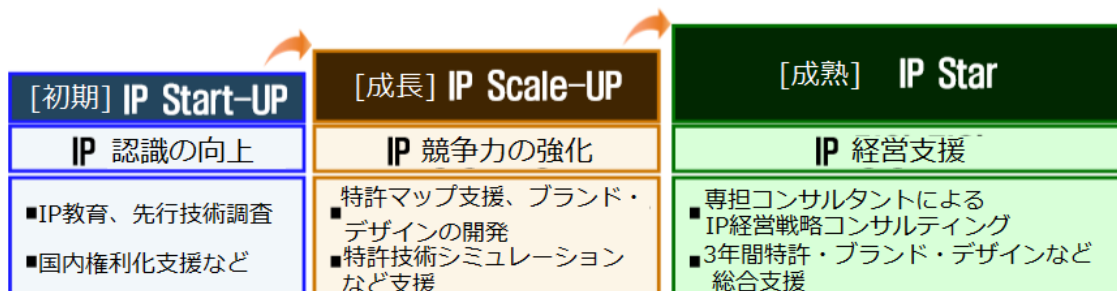 [初期] IP Start-UP
IP 認識の向上
■IP教育、先行技術調査
■国内権利化支援など
[成長] IP Scale-UP
IP 競争力の強化
■特許マップ支援、ブランド・
デザインの開発
■特許技術シミュレーション
など支援
[成熟] IP Star
IP 経営支援
■専担コンサルタントによる
IP経営戦略コンサルティング
■3年間特許・ブランド・デザインなど
総合支援